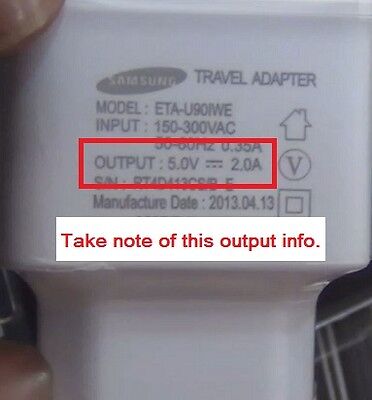 SAMSUNG TRAVEL ADAPTER
MODEL : ETA-U90IWE
INPUT : 150-300VAC
50-60Hz 0.35A
OUTPUT : 5.0V ⎓ 2.0A
S/N :
Manufacture Date : 2013.04.13
Take note of this output info.